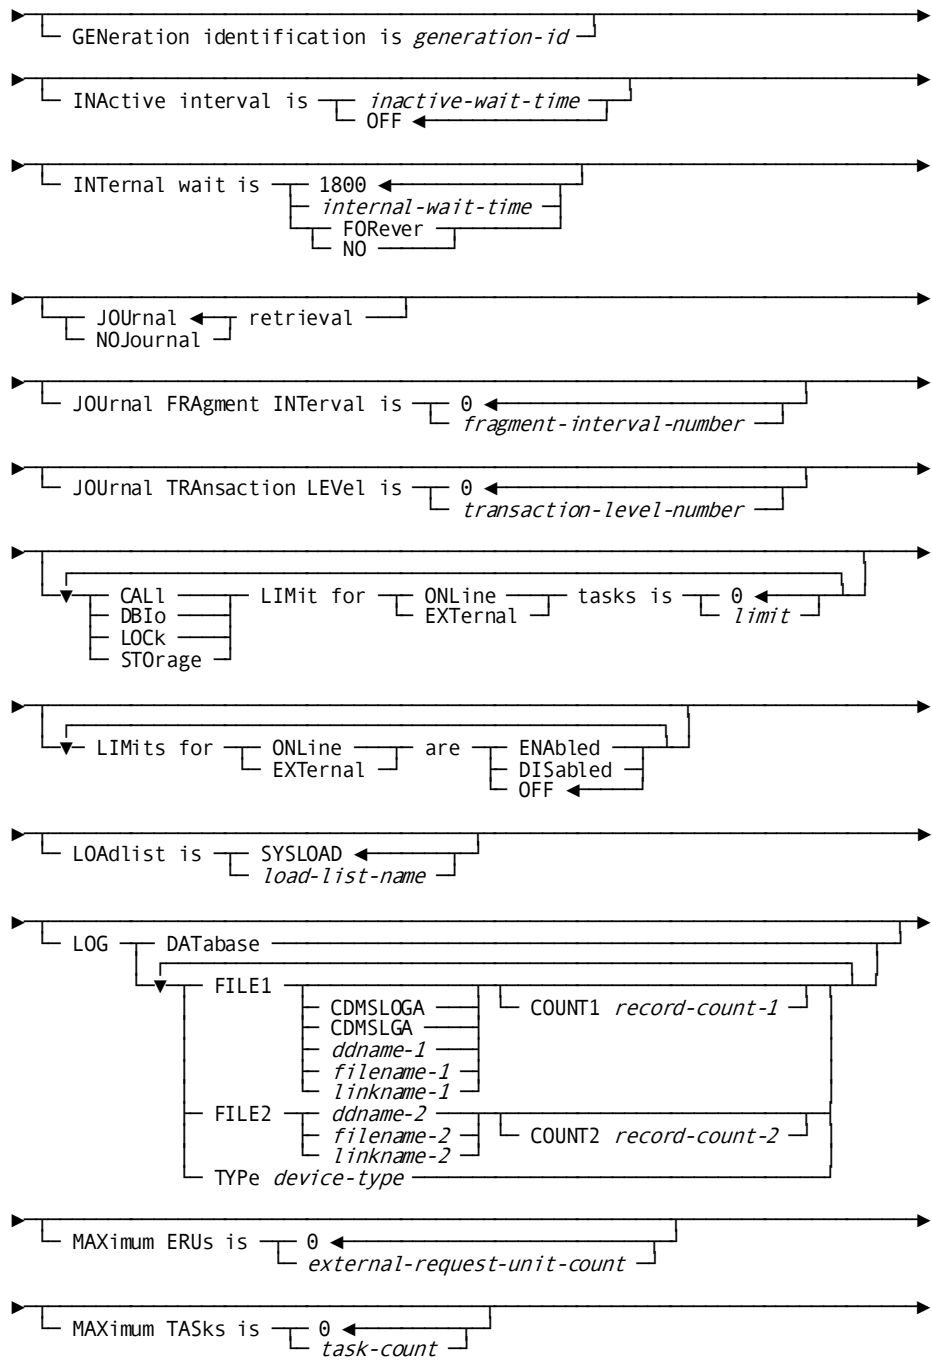 GENeration identification is generation-id
INActive interval is inactive-wait-time
OFF
INTernal wait is 1800
internal-wait-time
FORever
NO
JOUrnal retrieval
NOJournal
JOUrnal FRAgment INTerval is 0
fragment-interval-number
JOUrnal TRAnsaction LEVel is 0
transaction-level-number
CALl LIMit for ONLine tasks is 0
DBIo EXTernal limit
LOCk
STOrage
LIMits for ONLine are ENAbled
EXTernal DISabled
OFF
LOAdlist is SYSLOAD
load-list-name
LOG DATabase
FILE1
CDMSLOGA COUNT1 record-count-1
CDMSLGA
ddname-1
filename-1
linkname-1
FILE2 ddname-2
filename-2 COUNT2 record-count-2
linkname-2
TYPe device-type
MAXimum ERUs is 0
external-request-unit-count
MAXimum TASks is 0
task-count